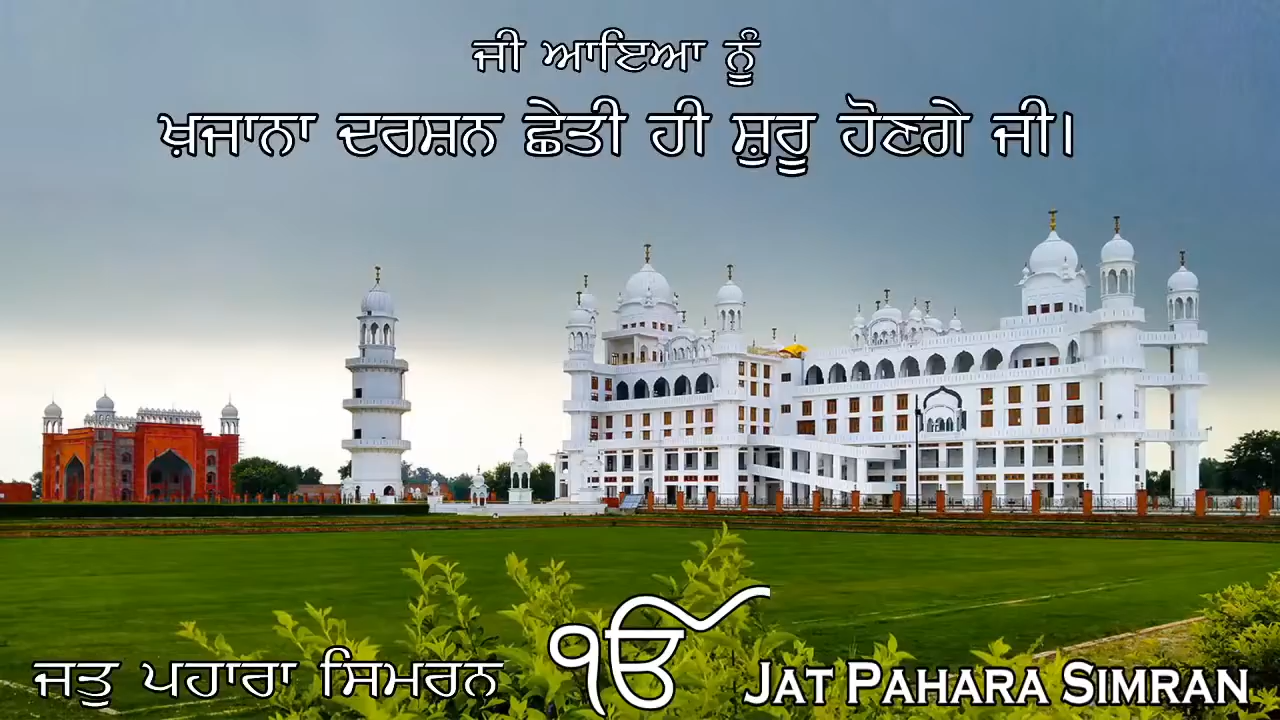 ਜੀ ਆਇਆ ਨੂੰ
ਖ਼ਜਾਨਾ ਦਰਸ਼ਨ ਛੇਤੀ ਹੀ ਸ਼ੁਰੂ ਹੋਣਗੇ ਜੀ।
ਜਤੁ ਪਹਾਰਾ ਸਿਮਰਨ ੴ JAT PAHARA SIMRAN